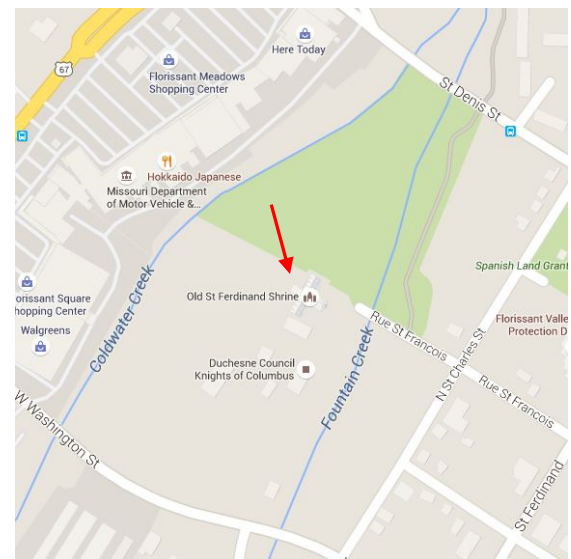 67
Here Today
Florissant Meadows
Shopping Center
St Denis St
Hokkaido Japanese
Missouri Department
of Motor Vehicle &...
Spanish Land Grant
Old St Ferdinand Shrine
orissant Square
hopping Center
Walgreens
Coldwater Creek
Rue St Francois
Florissant Valle
Protection D
Duchesne Council
Knights of Columbus
Fountain Creek
N St Charles St
Rue St Francois
W Washington St
St Ferdinand